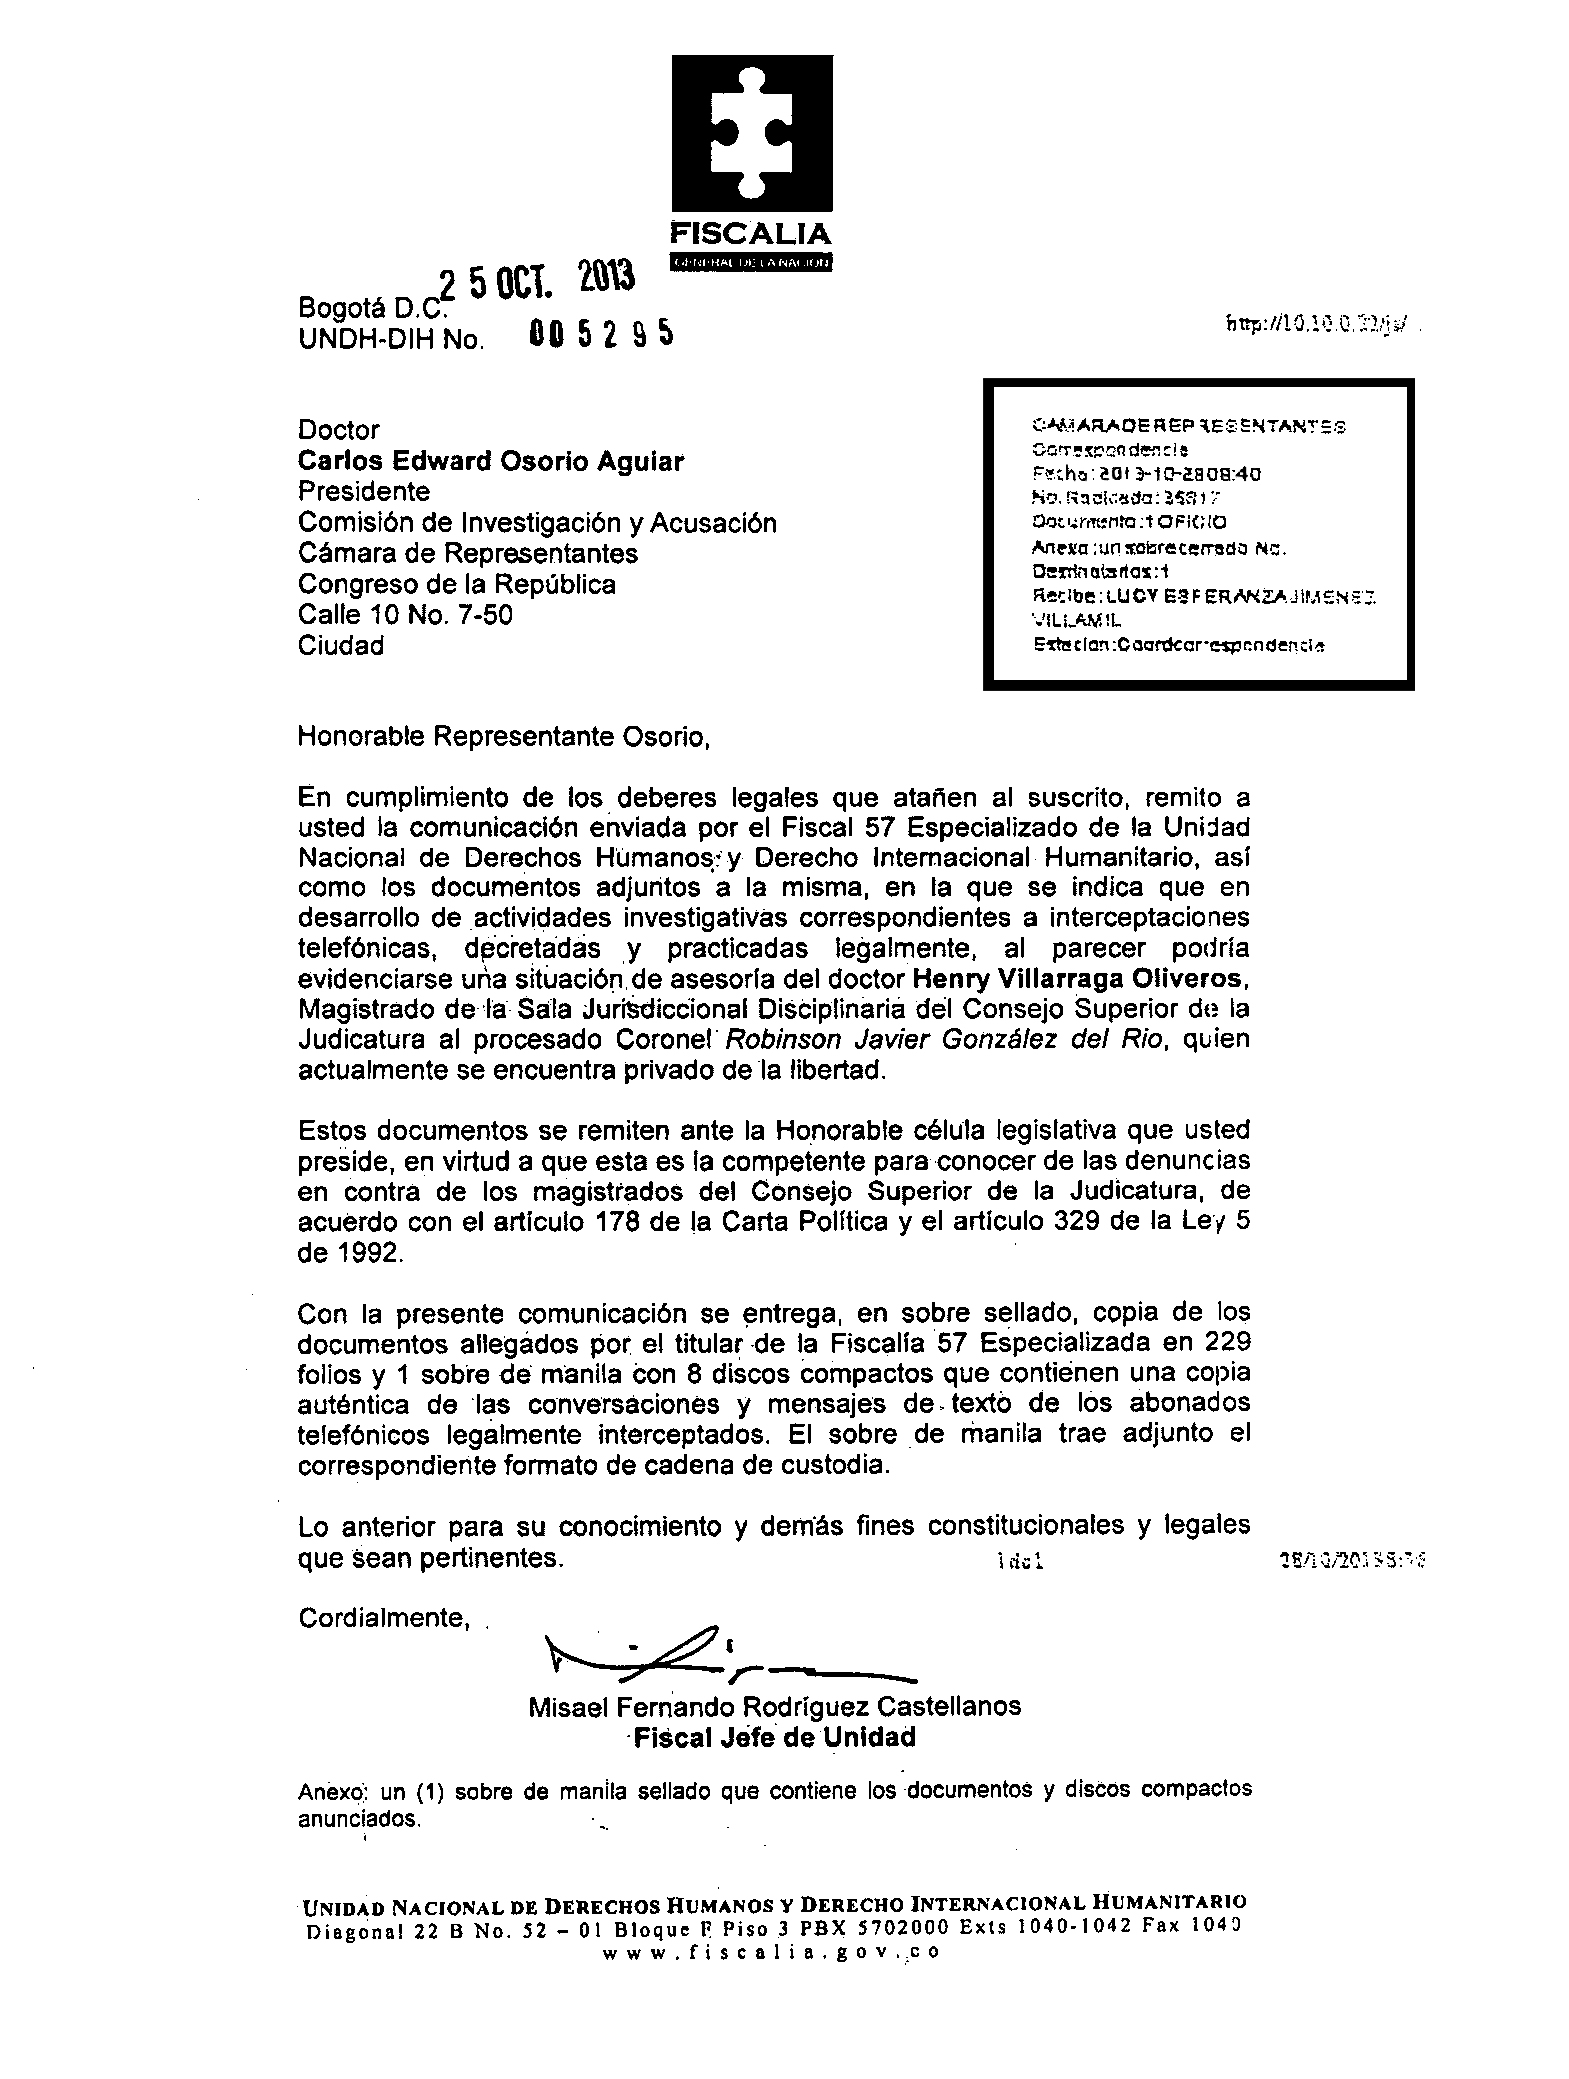 FISCALIA
GENERAL DE LA NACION
25 OCT. 2013
Bogotá D.C.
UNDH-DIH No. 005295
http://10.10.0.32/js/
Doctor
Carlos Edward Osorio Aguiar
Presidente
Comisión de Investigación y Acusación
Cámara de Representantes
Congreso de la República
Calle 10 No. 7-50
Ciudad
CAMARA DE REPRESENTANTES
Correspondencia
Fecha: 2013-10-28 08:40
No. Radicado:
Documento: 1 OFICIO
Anexo: un sobre cerrado No.
Destinatarios: 1
Recibe: LUCY ESPERANZA JIMENEZ
VILLAMIL
Estacion: Coordcorrespondencia
Honorable Representante Osorio,
En cumplimiento de los deberes legales que atañen al suscrito, remito a
usted la comunicación enviada por el Fiscal 57 Especializado de la Unidad
Nacional de Derechos Humanos y Derecho Internacional Humanitario, así
como los documentos adjuntos a la misma, en la que se indica que en
desarrollo de actividades investigativas correspondientes a interceptaciones
telefónicas, decretadas y practicadas legalmente, al parecer podría
evidenciarse una situación de asesoría del doctor Henry Villarraga Oliveros,
Magistrado de la Sala Jurisdiccional Disciplinaria del Consejo Superior de la
Judicatura al procesado Coronel Robinson Javier González del Rio, quien
actualmente se encuentra privado de la libertad.
Estos documentos se remiten ante la Honorable célula legislativa que usted
preside, en virtud a que esta es la competente para conocer de las denuncias
en contra de los magistrados del Consejo Superior de la Judicatura, de
acuerdo con el artículo 178 de la Carta Política y el artículo 329 de la Ley 5
de 1992.
Con la presente comunicación se entrega, en sobre sellado, copia de los
documentos allegados por el titular de la Fiscalía 57 Especializada en 229
folios y 1 sobre de manila con 8 discos compactos que contienen una copia
auténtica de las conversaciones y mensajes de texto de los abonados
telefónicos legalmente interceptados. El sobre de manila trae adjunto el
correspondiente formato de cadena de custodia.
Lo anterior para su conocimiento y demás fines constitucionales y legales
que sean pertinentes.
1 de 1
Cordialmente,
Misael Fernando Rodríguez Castellanos
Fiscal Jefe de Unidad
Anexo: un (1) sobre de manila sellado que contiene los documentos y discos compactos
anunciados.
UNIDAD NACIONAL DE DERECHOS HUMANOS Y DERECHO INTERNACIONAL HUMANITARIO
Diagonal 22 B No. 52 – 01 Bloque F Piso 3 PBX 5702000 Exts 1040-1042 Fax 1040
www.fiscalia.gov.co